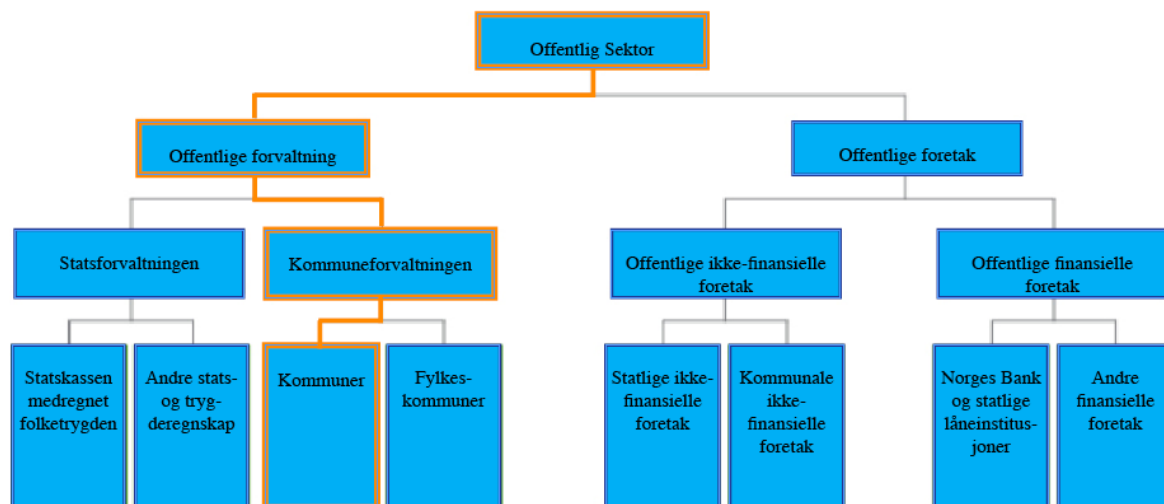 Offentlig Sektor
Offentlige forvaltning
Offentlige foretak
Statsforvaltningen
Kommuneforvaltningen
Offentlige ikke-finansielle
foretak
Offentlige finansielle
foretak
Statskassen
medregnet
folketrygden
Andre stats-
og tryg-
deregnskap
Kommuner
Fylkes-
kommuner
Statlige ikke-
finansielle
foretak
Kommunale
ikke-
finansielle
foretak
Norges Bank
og statlige
låneinstitus-
joner
Andre
finansielle
foretak